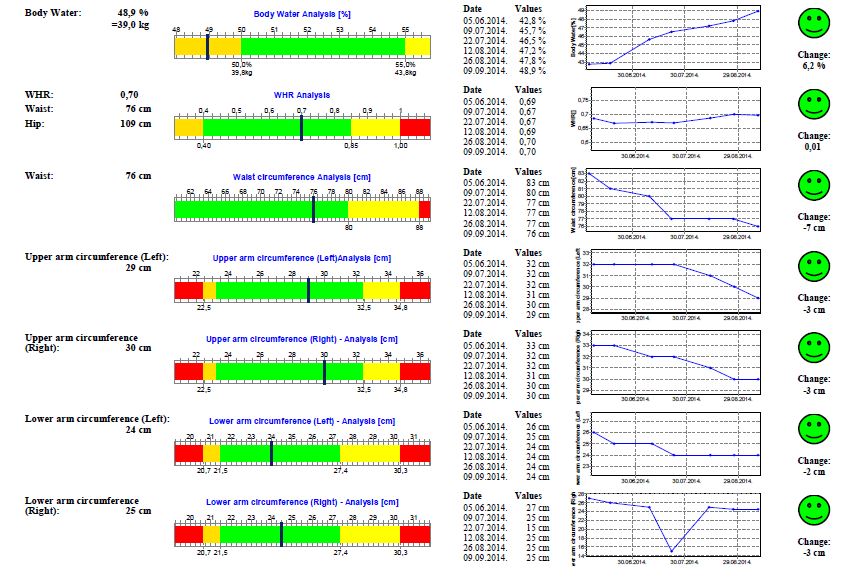 Body Water: 48,9 %
=39,0 kg
Body Water Analysis [%]
48 49 50 51 52 53 54 55
50,0% 55,0%
39,8kg 43,8kg
Date Values
05.06.2014. 42,8 %
09.07.2014. 45,7 %
22.07.2014. 46,5 %
12.08.2014. 47,2 %
26.08.2014. 47,8 %
09.09.2014. 48,9 %
Body Water[%]
49
48
46
45
44
43
30.06.2014. 30.07.2014. 29.08.2014.
Change:
6,2 %
WHR: 0,70
Waist: 76 cm
Hip: 109 cm
WHR Analysis
0,4 0,5 0,6 0,7 0,8 0,9 1
0,40 0,85 1,00
Date Values
05.06.2014. 0,69
09.07.2014. 0,67
22.07.2014. 0,67
12.08.2014. 0,69
26.08.2014. 0,70
09.09.2014. 0,70
WHR[]
0,75
0,7
0,65
0,6
30.06.2014. 30.07.2014. 29.08.2014.
Change:
0,01
Waist: 76 cm
Waist circumference Analysis [cm]
62 64 66 68 70 72 74 76 78 80 82 84 86 88
80 88
Date Values
05.06.2014. 83 cm
09.07.2014. 80 cm
22.07.2014. 77 cm
12.08.2014. 77 cm
26.08.2014. 77 cm
09.09.2014. 76 cm
Waist circumference[cm]
83
82
81
80
79
78
77
76
30.06.2014. 30.07.2014. 29.08.2014.
Change:
-7 cm
Upper arm circumference (Left):
29 cm
Upper arm circumference (Left)Analysis [cm]
22 24 26 28 30 32 34 36
22,5 32,5 34,8
Date Values
05.06.2014. 32 cm
09.07.2014. 32 cm
22.07.2014. 32 cm
12.08.2014. 31 cm
26.08.2014. 30 cm
09.09.2014. 29 cm
per arm circumference (Left
33
32
31
30
29
28
30.06.2014. 30.07.2014. 29.08.2014.
Change:
-3 cm
Upper arm circumference
(Right): 30 cm
Upper arm circumference (Right) - Analysis [cm]
22 24 26 28 30 32 34 36
22,5 32,5 34,8
Date Values
05.06.2014. 33 cm
09.07.2014. 32 cm
22.07.2014. 32 cm
12.08.2014. 31 cm
26.08.2014. 30 cm
09.09.2014. 30 cm
per arm circumference (Righ
34
33
32
31
30
29
30.06.2014. 30.07.2014. 29.08.2014.
Change:
-3 cm
Lower arm circumference (Left):
24 cm
Lower arm circumference (Left) - Analysis [cm]
20 21 22 23 24 25 26 27 28 29 30 31
20,7 21,5 27,4 30,3
Date Values
05.06.2014. 26 cm
09.07.2014. 25 cm
22.07.2014. 24 cm
12.08.2014. 24 cm
26.08.2014. 24 cm
09.09.2014. 24 cm
wer arm circumference (Left
27
26
25
24
23
30.06.2014. 30.07.2014. 29.08.2014.
Change:
-2 cm
Lower arm circumference
(Right): 25 cm
Lower arm circumference (Right) - Analysis [cm]
20 21 22 23 24 25 26 27 28 29 30 31
20,7 21,5 27,4 30,3
Date Values
05.06.2014. 27 cm
09.07.2014. 25 cm
22.07.2014. 15 cm
12.08.2014. 25 cm
26.08.2014. 25 cm
09.09.2014. 25 cm
er arm circumference (Righ
28
26
24
22
20
18
16
14
30.06.2014. 30.07.2014. 29.08.2014.
Change:
-3 cm